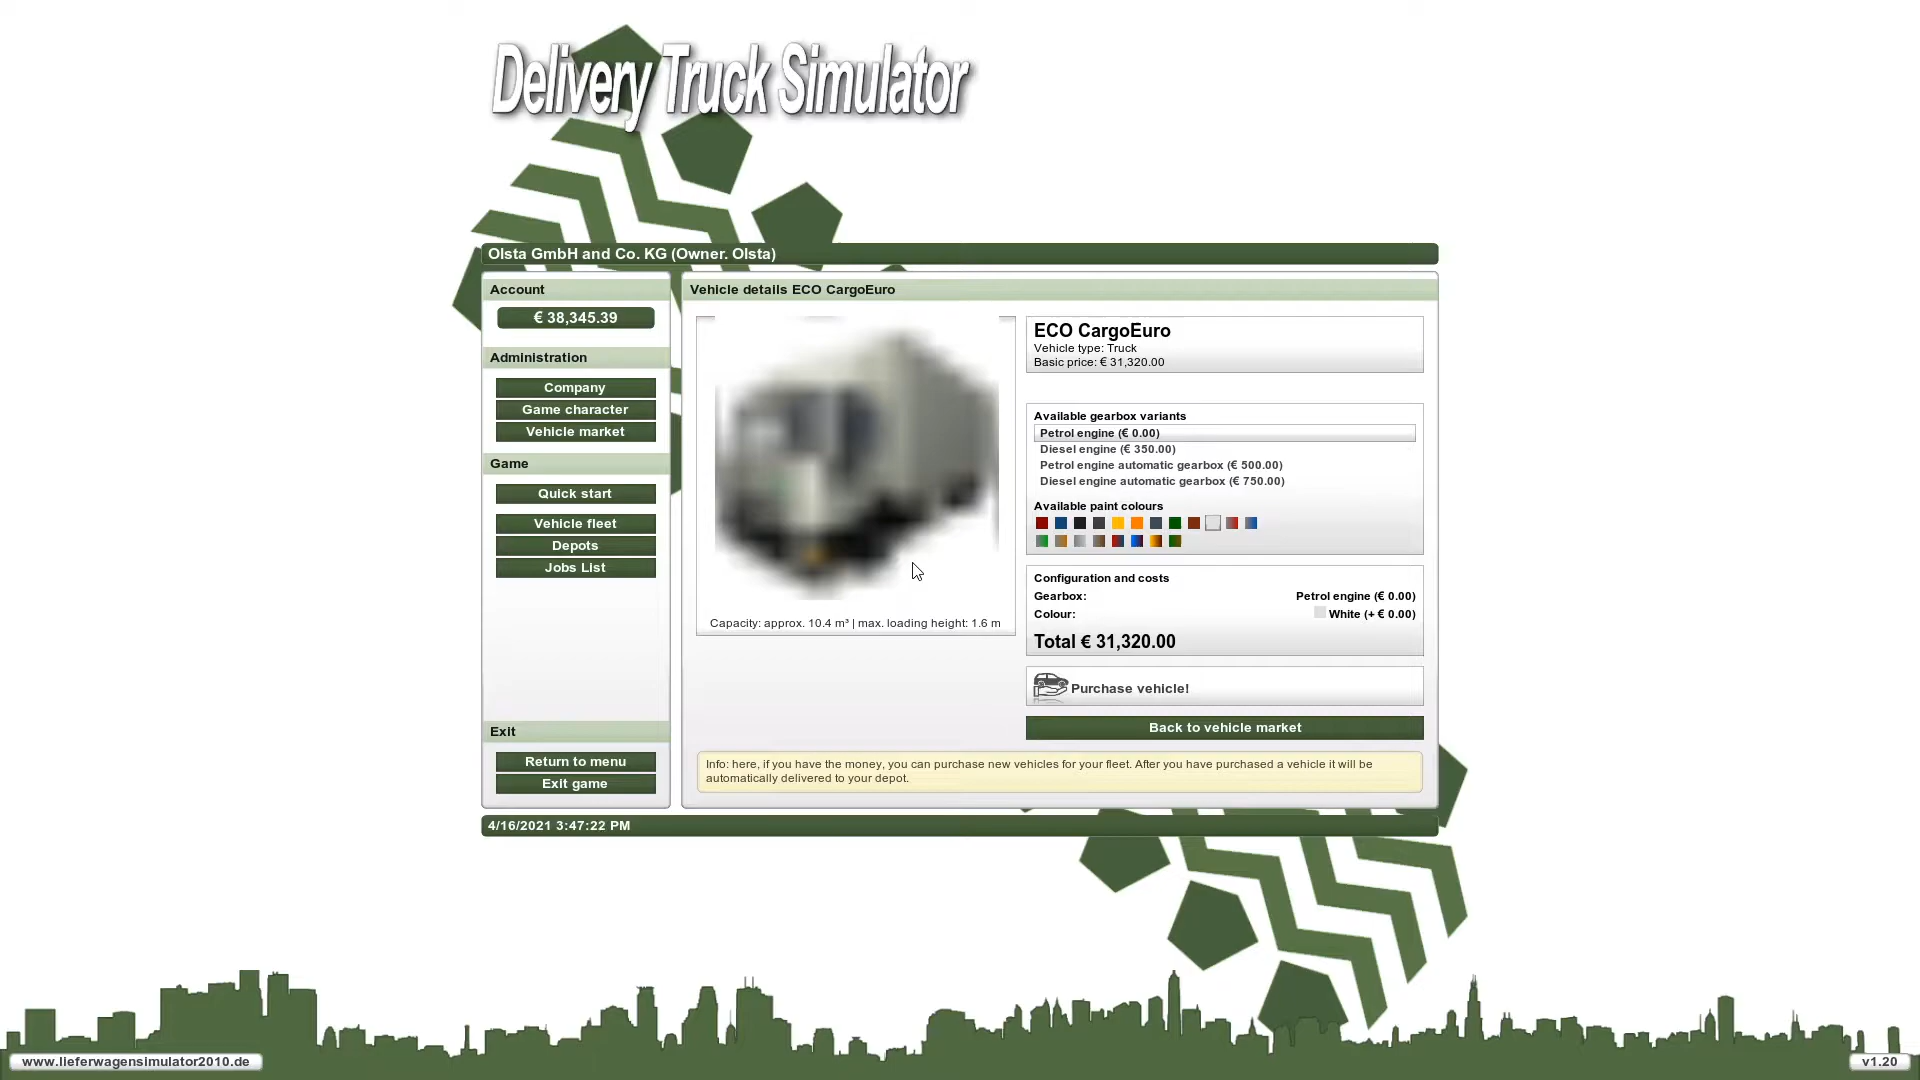 Delivery Truck Simulator
Olsta GmbH and Co. KG (Owner. Olsta)
Account
€ 38,345.39
Administration
Company
Game character
Vehicle market
Game
Quick start
Vehicle fleet
Depots
Jobs List
Exit
Return to menu
Exit game
Vehicle details ECO CargoEuro
Capacity: approx. 10.4 m³ | max. loading height: 1.6 m
ECO CargoEuro
Vehicle type: Truck
Basic price: € 31,320.00
Available gearbox variants
Petrol engine (€ 0.00)
Diesel engine (€ 350.00)
Petrol engine automatic gearbox (€ 500.00)
Diesel engine automatic gearbox (€ 750.00)
Available paint colours
Configuration and costs
Gearbox: Petrol engine (€ 0.00)
Colour: White (+ € 0.00)
Total € 31,320.00
Purchase vehicle!
Back to vehicle market
Info: here, if you have the money, you can purchase new vehicles for your fleet. After you have purchased a vehicle it will be
automatically delivered to your depot.
4/16/2021 3:47:22 PM
www.lieferwagensimulator2010.de
v1.20